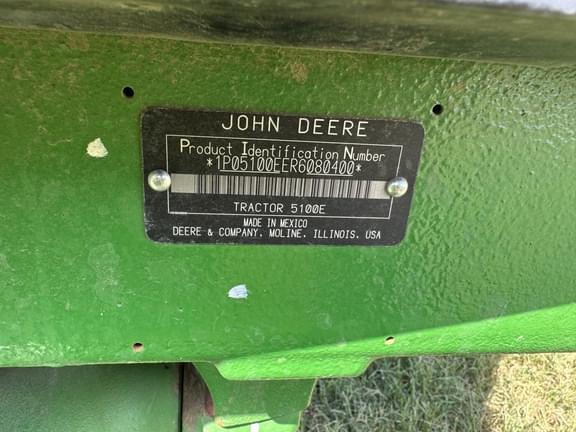 JOHN DEERE
Product Identification Number
*1P05100EER6080400*
TRACTOR 5100E
MADE IN MEXICO
DEERE & COMPANY, MOLINE, ILLINOIS, USA